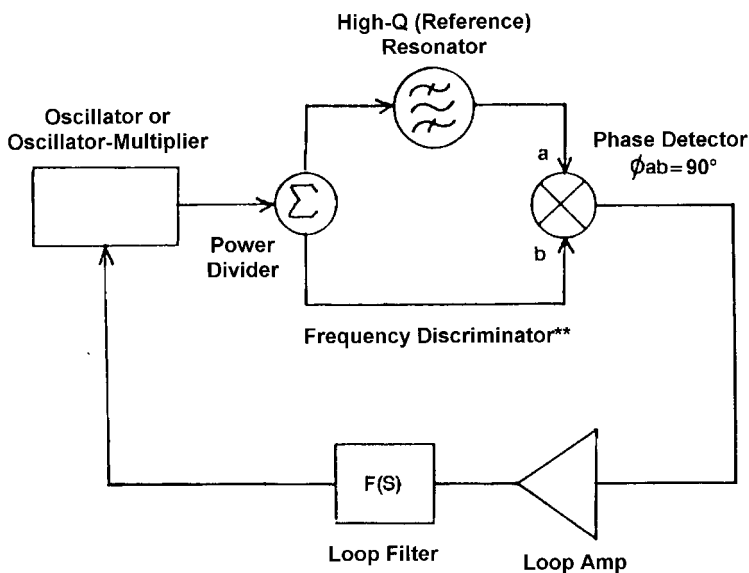 High-Q (Reference)
Resonator
Oscillator or
Oscillator-Multiplier
Σ
Power
Divider
a
b
Phase Detector
ϕab=90°
Frequency Discriminator**
F(S)
Loop Filter
Loop Amp